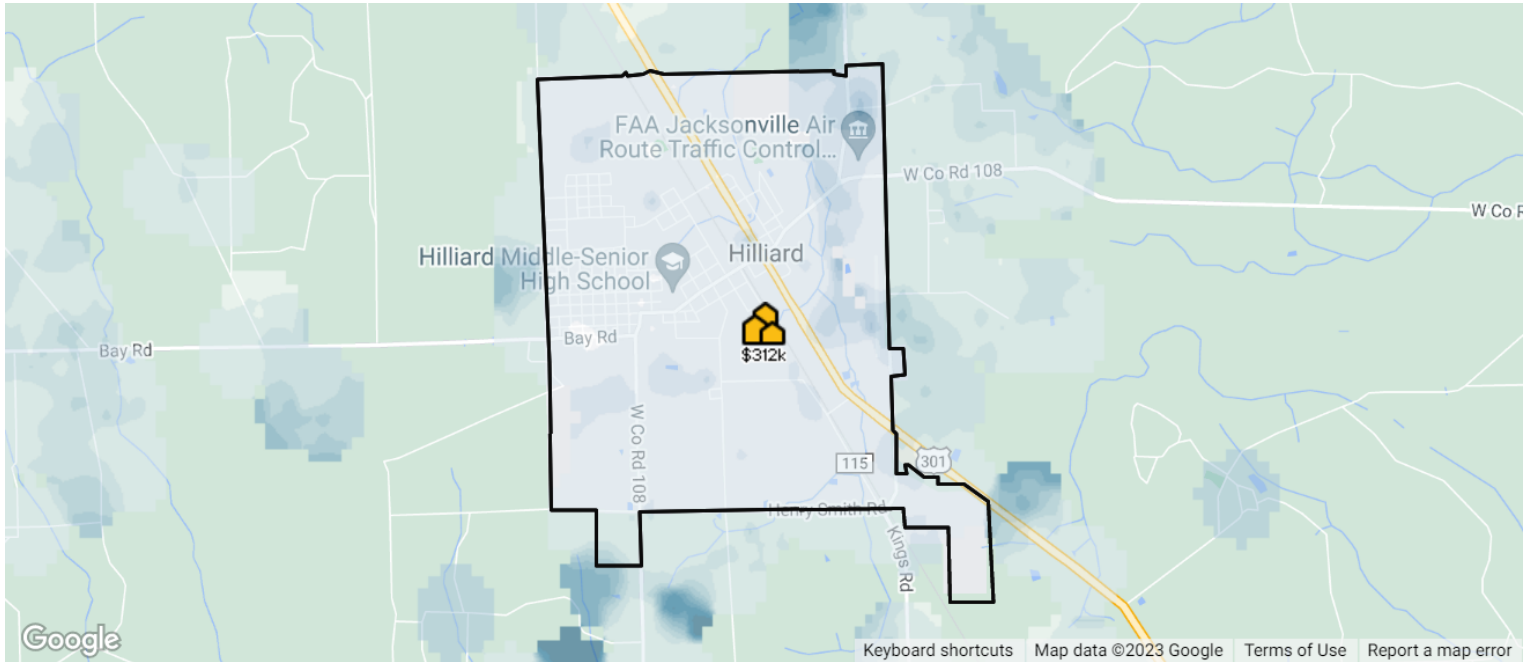 FAA Jacksonville Air
Route Traffic Control...
W Co Rd 108
W Co R
Hilliard Middle-Senior
High School
Hilliard
Bay Rd
Bay Rd
$312k
W Co Rd 108
115
301
Henry Smith Rd
Kings Rd
Google
Keyboard shortcuts
Map data ©2023 Google
Terms of Use
Report a map error